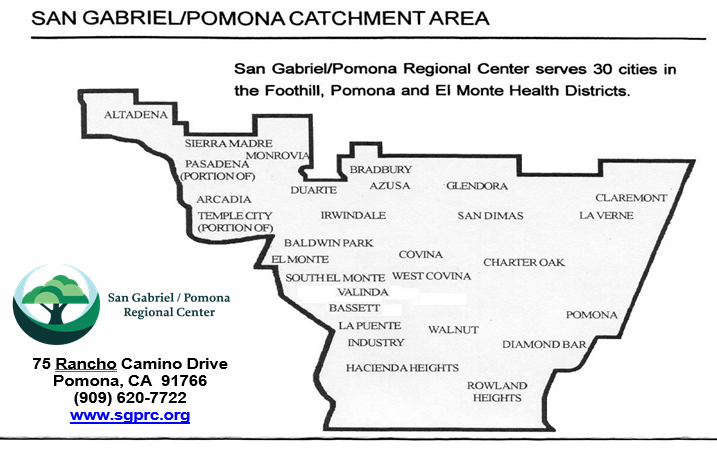 SAN GABRIEL/POMONA CATCHMENT AREA
San Gabriel/Pomona Regional Center serves 30 cities in
the Foothill, Pomona and El Monte Health Districts.
ALTADENA
SIERRA MADRE
MONROVIA
PASADENA
(PORTION OF)
BRADBURY
DUARTE
AZUSA
GLENDORA
ARCADIA
CLAREMONT
TEMPLE CITY
(PORTION OF)
IRWINDALE
SAN DIMAS
LA VERNE
BALDWIN PARK
EL MONTE
COVINA
CHARTER OAK
SOUTH EL MONTE
WEST COVINA
VALINDA
BASSETT
POMONA
LA PUENTE
WALNUT
INDUSTRY
DIAMOND BAR
HACIENDA HEIGHTS
ROWLAND
HEIGHTS
San Gabriel / Pomona
Regional Center
75 Rancho Camino Drive
Pomona, CA 91766
(909) 620-7722
www.sgprc.org